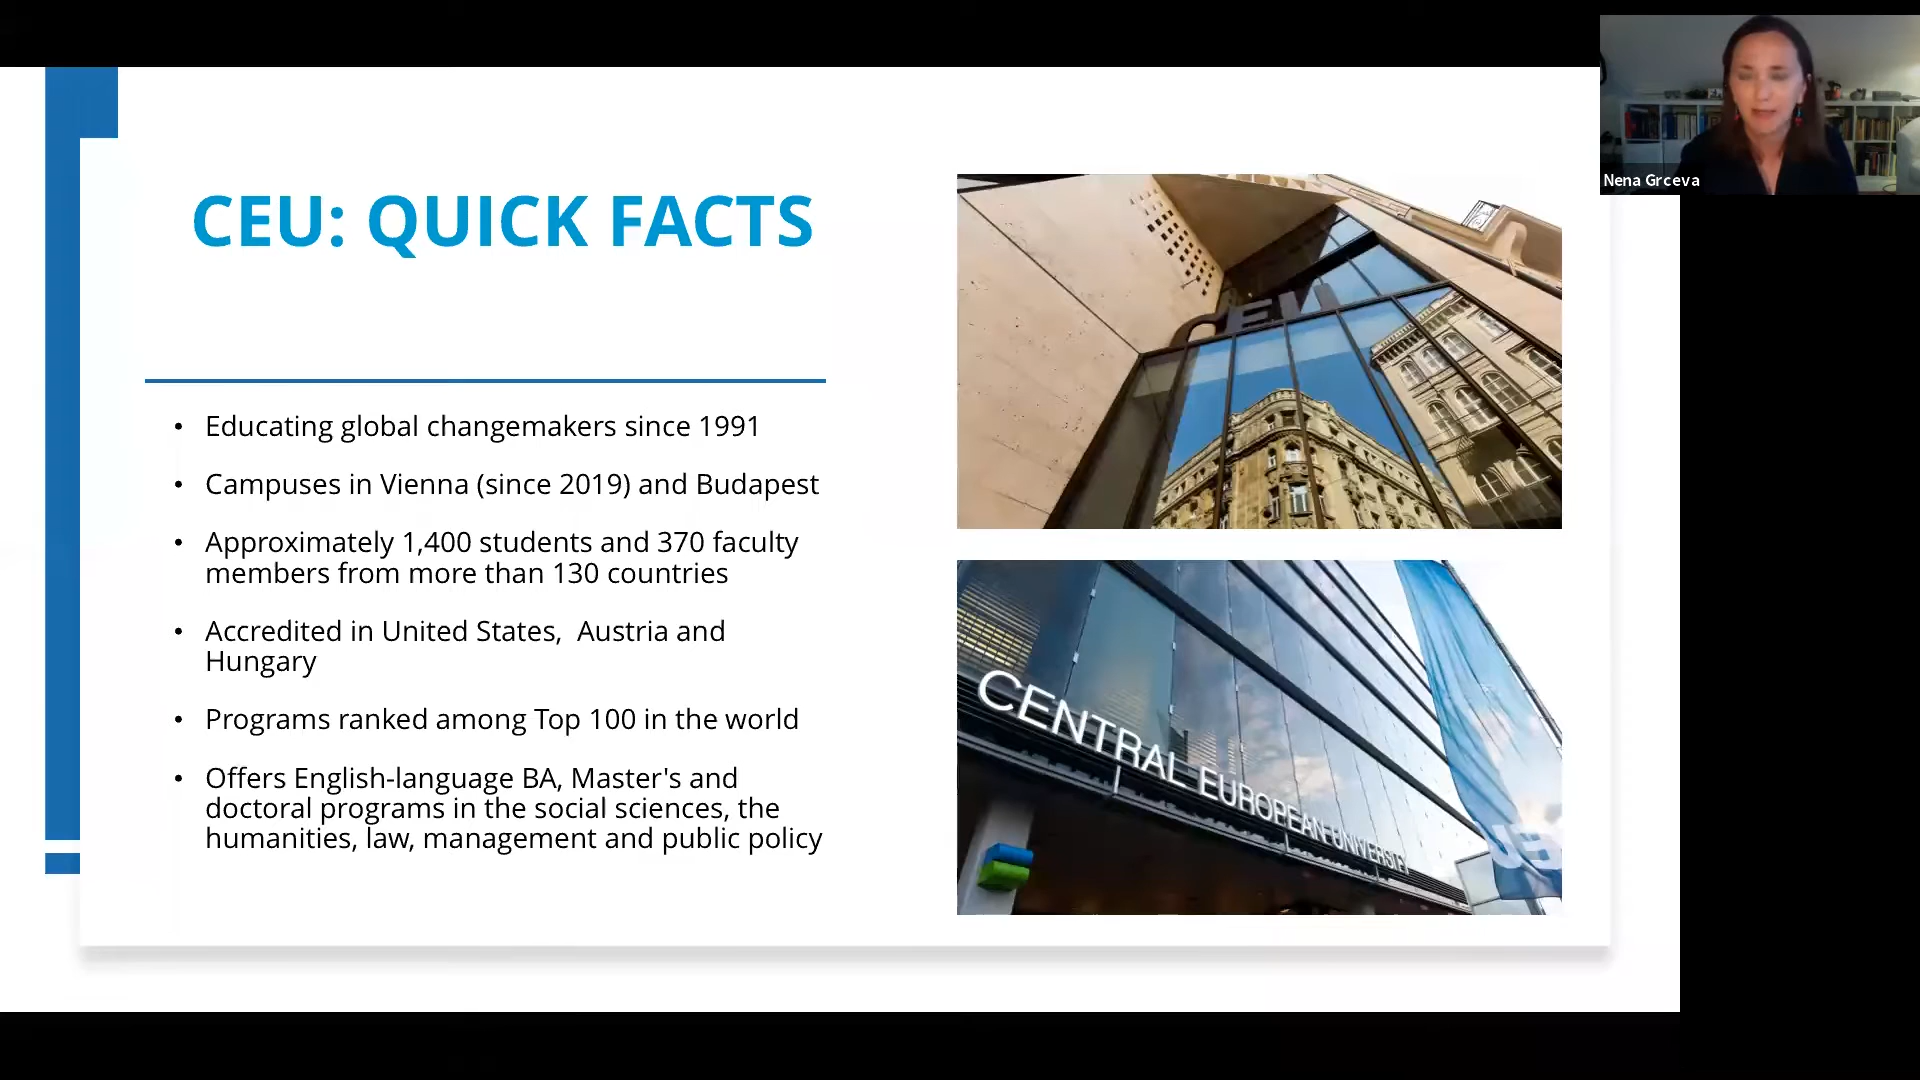 Nena Grceva
CEU: QUICK FACTS
• Educating global changemakers since 1991
• Campuses in Vienna (since 2019) and Budapest
• Approximately 1,400 students and 370 faculty
members from more than 130 countries
• Accredited in United States,  Austria and
Hungary
• Programs ranked among Top 100 in the world
• Offers English-language BA, Master's and
doctoral programs in the social sciences, the
humanities, law, management and public policy
CEU
CENTRAL EUROPEAN UNIVERSITY
CEU